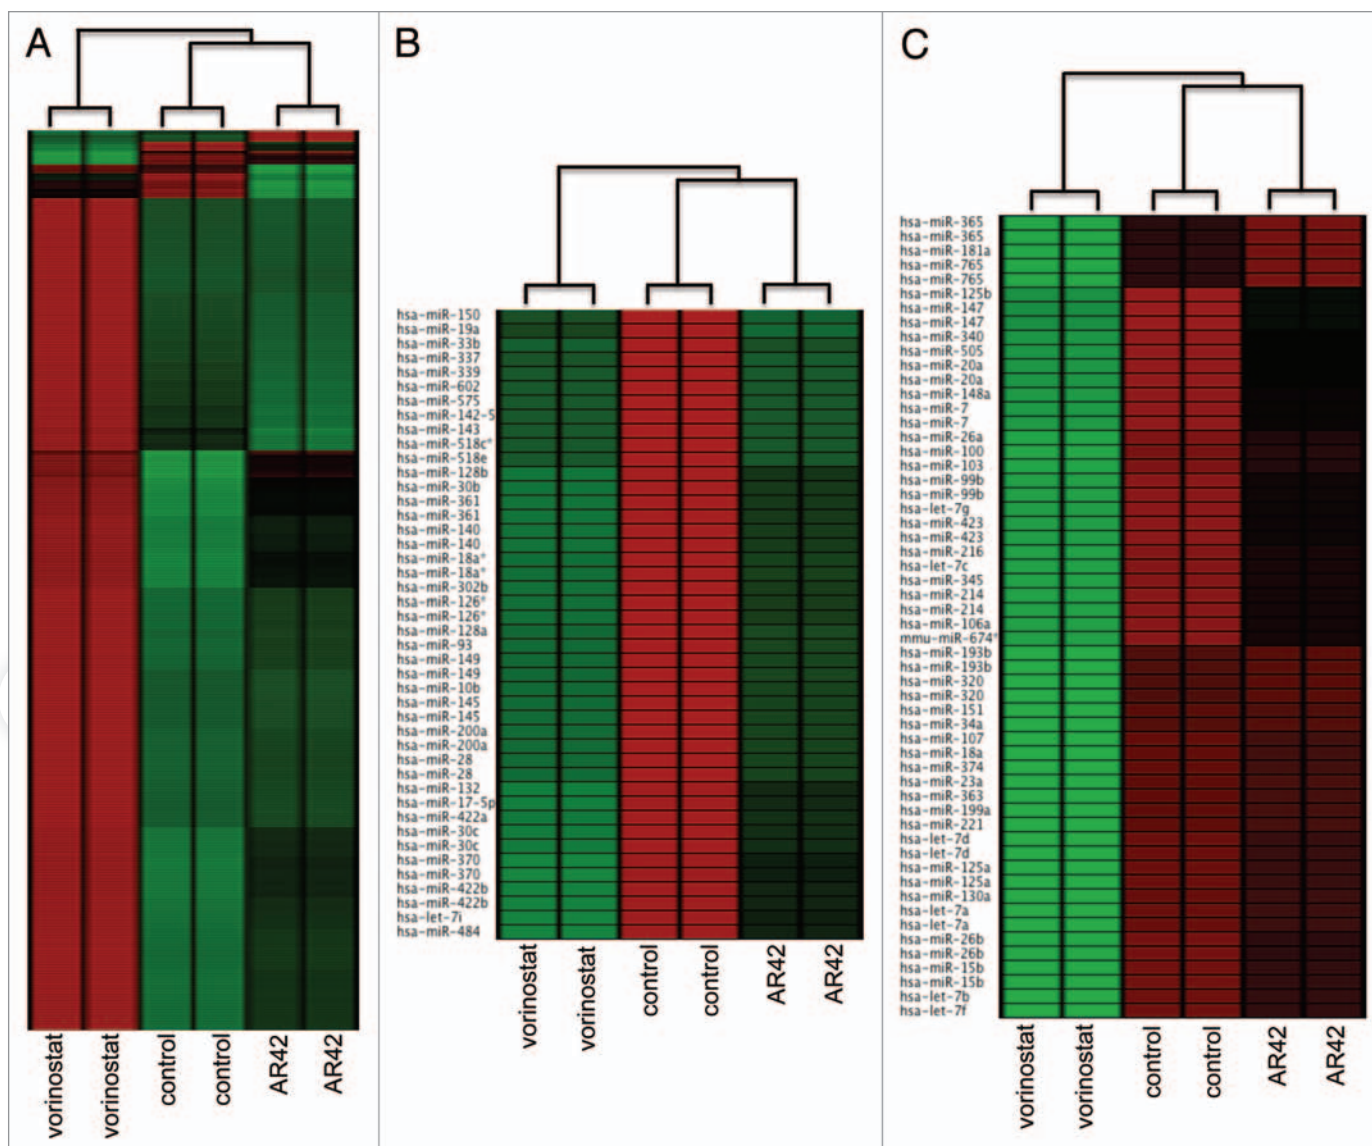 A
vorinostat
vorinostat
control
control
AR42
AR42
B
hsa-miR-150
hsa-miR-19a
hsa-miR-33b
hsa-miR-337
hsa-miR-339
hsa-miR-602
hsa-miR-575
hsa-miR-142-5
hsa-miR-143
hsa-miR-518c*
hsa-miR-518e
hsa-miR-128b
hsa-miR-30b
hsa-miR-361
hsa-miR-361
hsa-miR-140
hsa-miR-140
hsa-miR-18a*
hsa-miR-18a*
hsa-miR-302b
hsa-miR-126*
hsa-miR-126*
hsa-miR-128a
hsa-miR-93
hsa-miR-149
hsa-miR-149
hsa-miR-10b
hsa-miR-145
hsa-miR-145
hsa-miR-200a
hsa-miR-200a
hsa-miR-28
hsa-miR-28
hsa-miR-132
hsa-miR-17-5p
hsa-miR-422a
hsa-miR-30c
hsa-miR-30c
hsa-miR-370
hsa-miR-370
hsa-miR-422b
hsa-miR-422b
hsa-let-7i
hsa-miR-484
vorinostat
vorinostat
control
control
AR42
AR42
C
hsa-miR-365
hsa-miR-365
hsa-miR-181a
hsa-miR-765
hsa-miR-765
hsa-miR-125b
hsa-miR-147
hsa-miR-147
hsa-miR-340
hsa-miR-505
hsa-miR-20a
hsa-miR-20a
hsa-miR-148a
hsa-miR-7
hsa-miR-7
hsa-miR-26a
hsa-miR-100
hsa-miR-103
hsa-miR-99b
hsa-miR-99b
hsa-let-7g
hsa-miR-423
hsa-miR-423
hsa-miR-216
hsa-let-7c
hsa-miR-345
hsa-miR-214
hsa-miR-214
hsa-miR-106a
mmu-miR-674*
hsa-miR-193b
hsa-miR-193b
hsa-miR-320
hsa-miR-320
hsa-miR-151
hsa-miR-34a
hsa-miR-107
hsa-miR-18a
hsa-miR-374
hsa-miR-23a
hsa-miR-363
hsa-miR-199a
hsa-miR-221
hsa-let-7d
hsa-let-7d
hsa-miR-125a
hsa-miR-125a
hsa-miR-130a
hsa-let-7a
hsa-let-7a
hsa-miR-26b
hsa-miR-26b
hsa-miR-15b
hsa-miR-15b
hsa-let-7b
hsa-let-7f
vorinostat
vorinostat
control
control
AR42
AR42